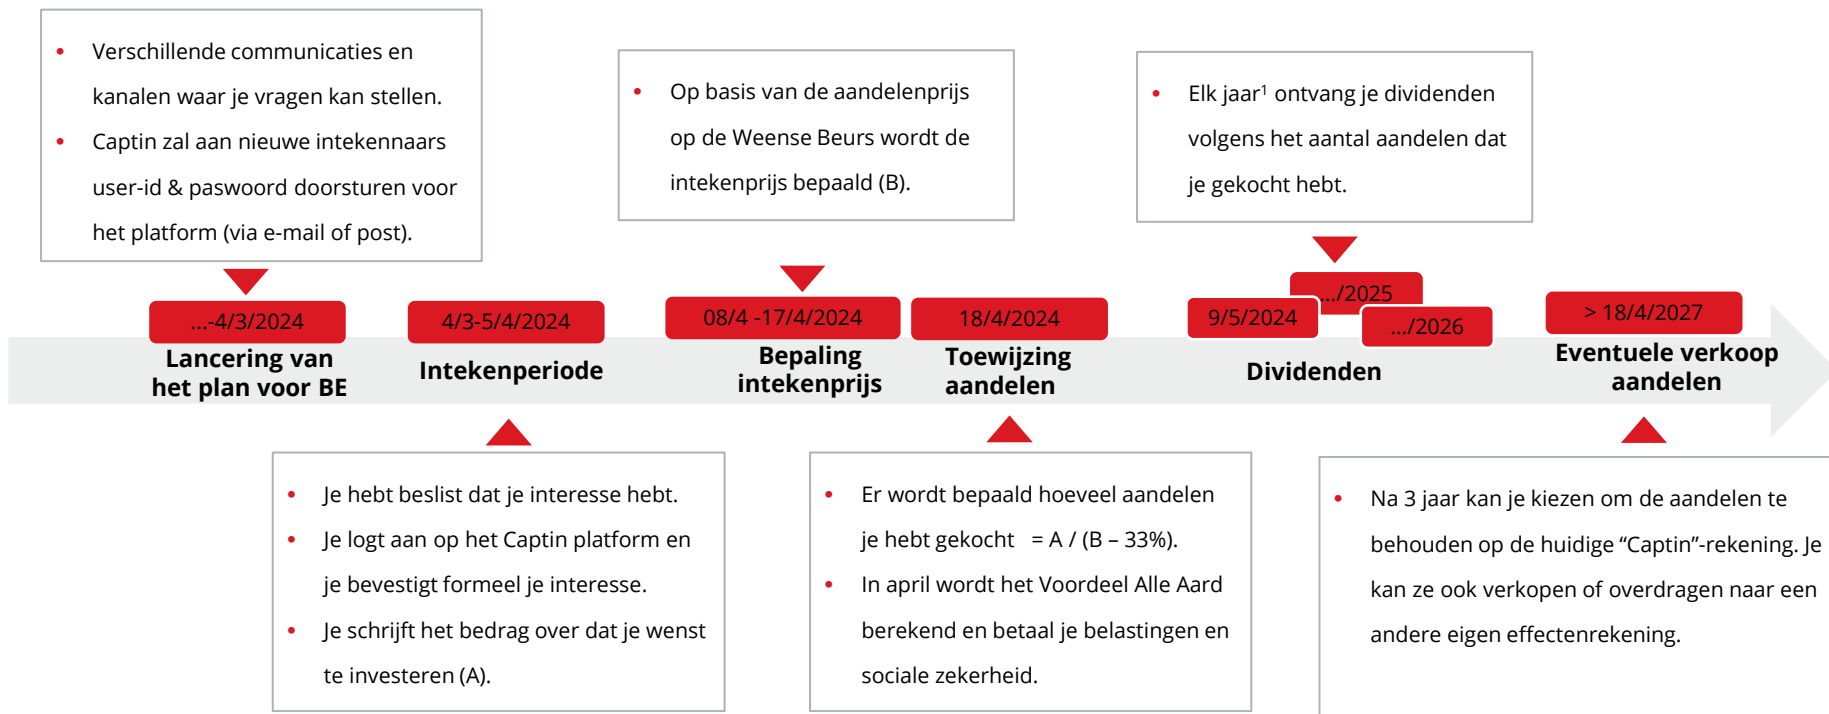 • Verschillende communicaties en
kanalen waar je vragen kan stellen.
• Captin zal aan nieuwe intekennaars
user-id & paswoord doorsturen voor
het platform (via e-mail of post).
• Op basis van de aandelenprijs
op de Weense Beurs wordt de
intekenprijs bepaald (B).
• Elk jaar¹ ontvang je dividenden
volgens het aantal aandelen dat
je gekocht hebt.
...-4/3/2024
Lancering van
het plan voor BE
4/3-5/4/2024
Intekenperiode
08/4 -17/4/2024
Bepaling
intekenprijs
18/4/2024
Toewijzing
aandelen
9/5/2024
.../2025
.../2026
Dividenden
> 18/4/2027
Eventuele verkoop
aandelen
• Je hebt beslist dat je interesse hebt.
• Je logt aan op het Captin platform en
je bevestigt formeel je interesse.
• Je schrijft het bedrag over dat je wenst
te investeren (A).
• Er wordt bepaald hoeveel aandelen
je hebt gekocht = A / (B – 33%).
• In april wordt het Voordeel Alle Aard
berekend en betaal je belastingen en
sociale zekerheid.
• Na 3 jaar kan je kiezen om de aandelen te
behouden op de huidige “Captin”-rekening. Je
kan ze ook verkopen of overdragen naar een
andere eigen effectenrekening.